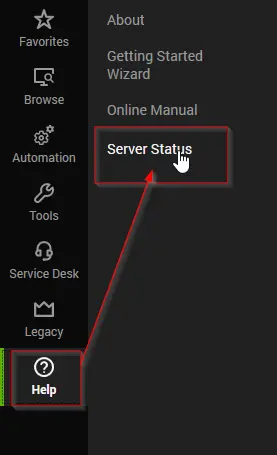 Favorites
Browse
Automation
Tools
Service Desk
Legacy
Help
About
Getting Started
Wizard
Online Manual
Server Status